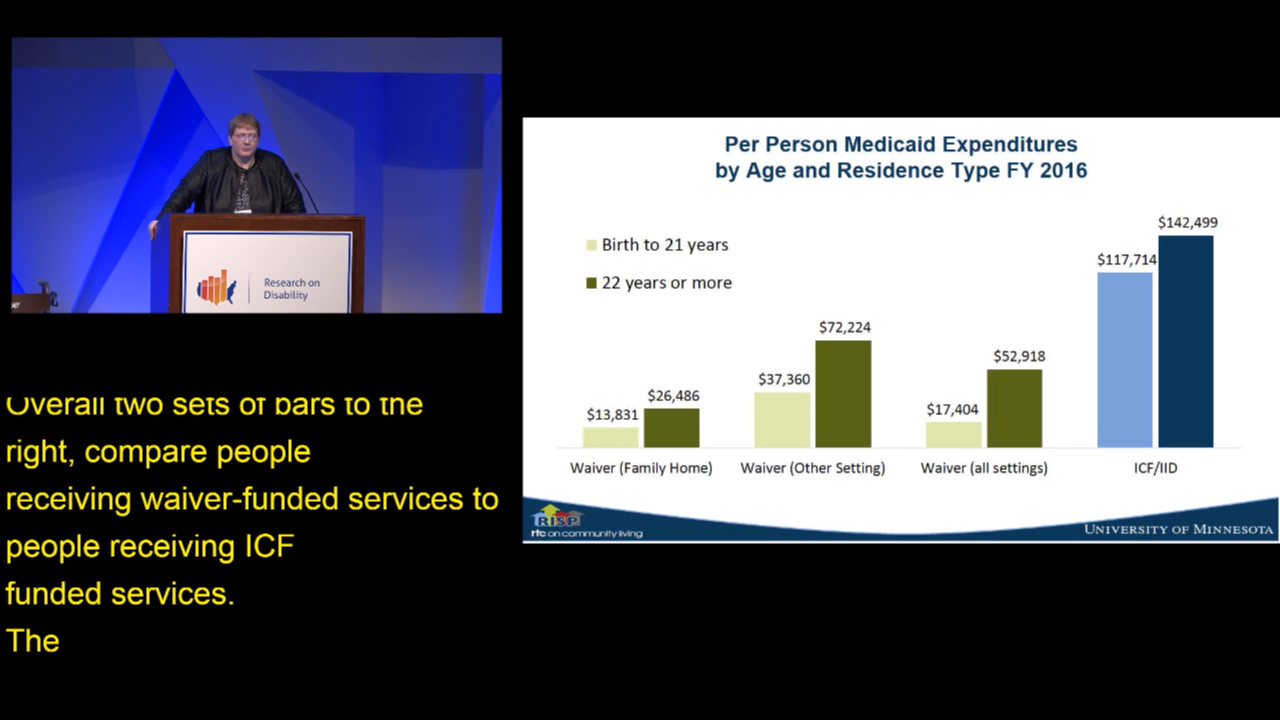 Research on
Disability
Overall two sets of bars to the
right, compare people
receiving waiver-funded services to
people receiving ICF
funded services.
The
Per Person Medicaid Expenditures
by Age and Residence Type FY 2016
Birth to 21 years
22 years or more
$13,831
$26,486
$37,360
$72,224
$17,404
$52,918
$117,714
$142,499
Waiver (Family Home)
Waiver (Other Setting)
Waiver (all settings)
ICF/IID
RISP
rtc on community living
UNIVERSITY OF MINNESOTA